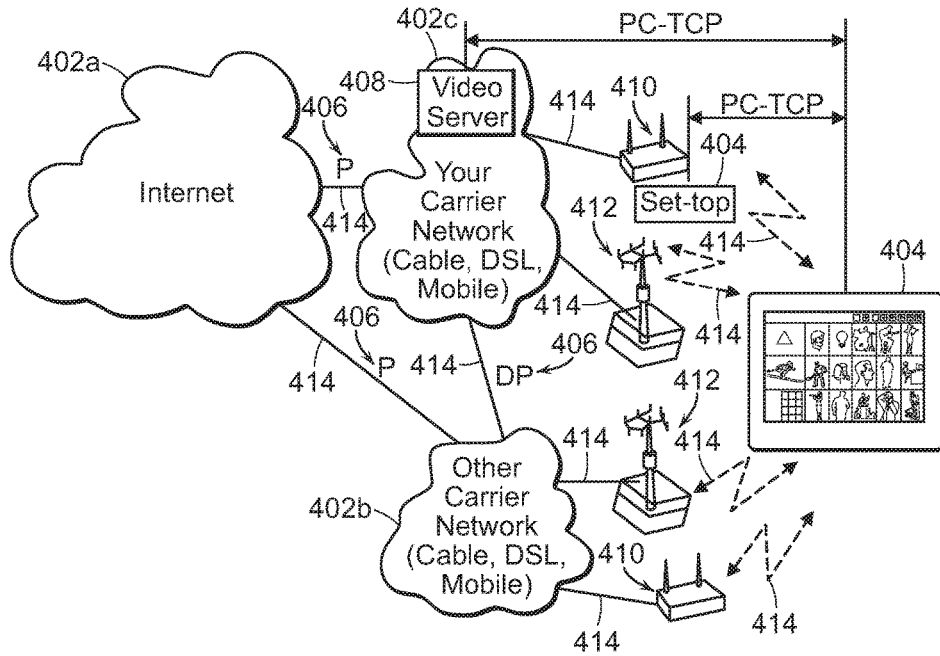 402c
PC-TCP
402a
408
Video
Server
410
PC-TCP
406
414
404
P
Internet
414
Your
Carrier
Network
(Cable, DSL,
Mobile)
412
Set-top
414
404
414
414
406
P
414
414
DP
406
412
414
414
Other
Carrier
Network
(Cable, DSL,
Mobile)
402b
410
414
414